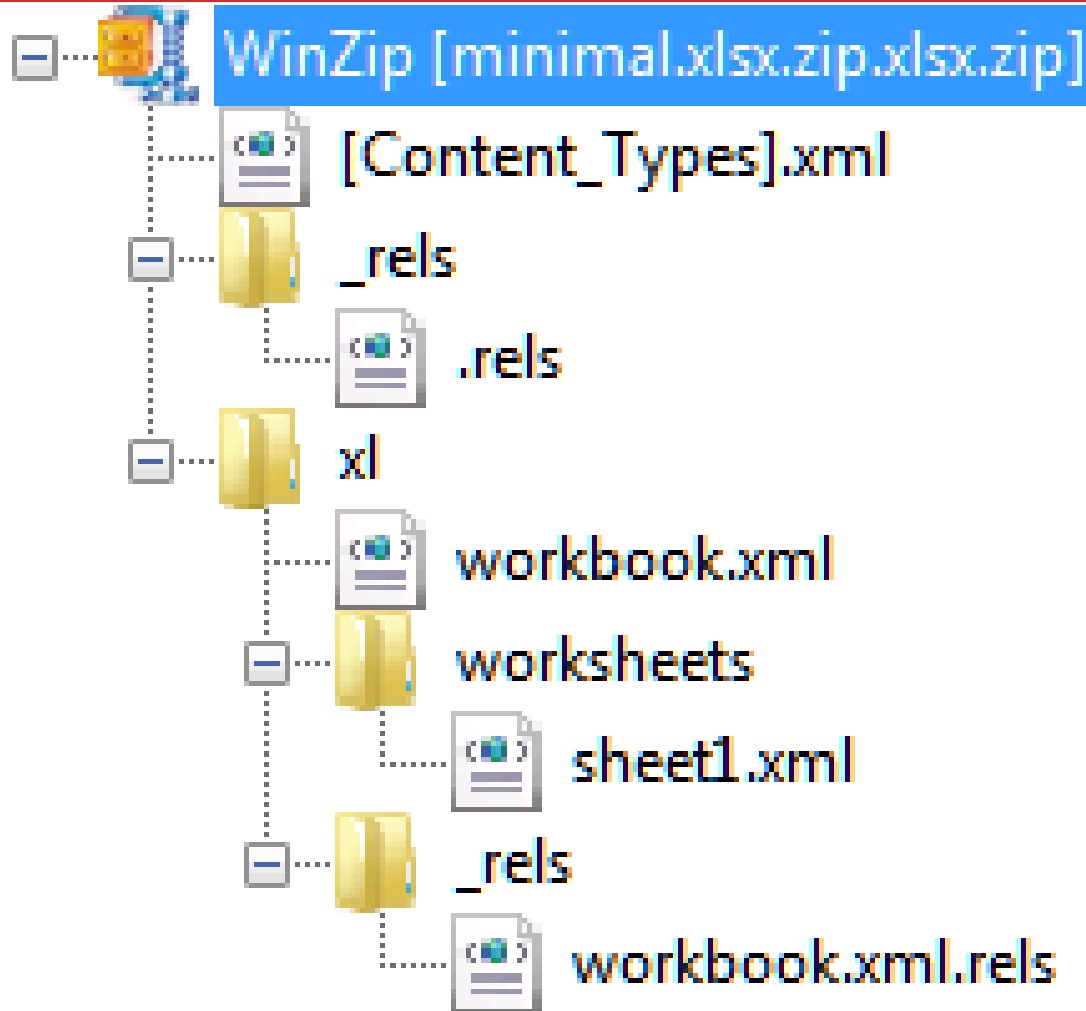 WinZip [minimal.xlsx.zip.xlsx.zip]
[Content_Types].xml
_rels
.rels
xl
workbook.xml
worksheets
sheet1.xml
_rels
workbook.xml.rels